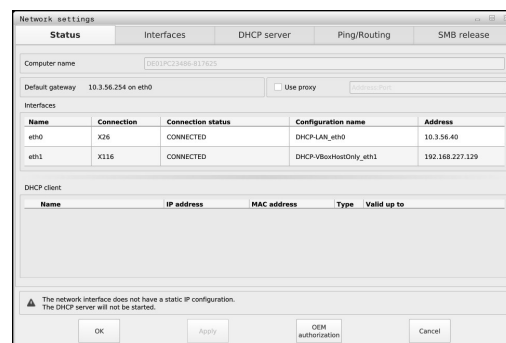 Network settings
Status Interfaces DHCP server Ping/Routing SMB release
Computer name DE01PC23486-817625
Default gateway 10.3.56.254 on eth0 Use proxy Address:Port
Interfaces
Name Connection Connection status Configuration name Address
eth0 X26 CONNECTED DHCP-LAN_eth0 10.3.56.40
eth1 X116 CONNECTED DHCP-VBoxHostOnly_eth1 192.168.227.129
DHCP client
Name IP address MAC address Type Valid up to
The network interface does not have a static IP configuration.
The DHCP server will not be started.
OK Apply OEM authorization Cancel